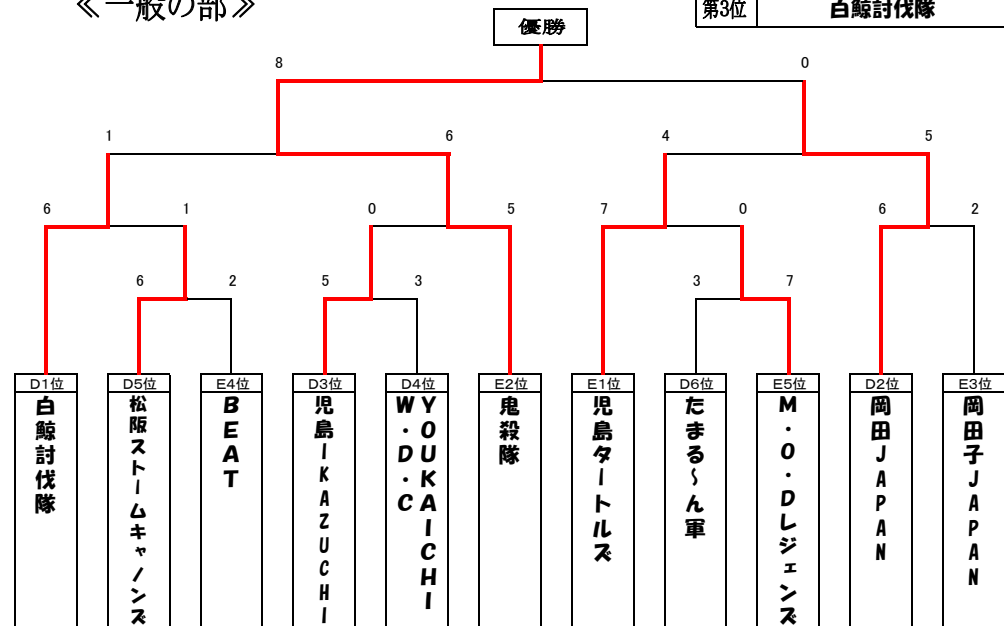 ≪一般の部≫
第3位 白鯨討伐隊
優勝
8 0
1 6 4 5
6 1 0 5 7 0 6 2
6 2 5 3 3 7
D1位 D5位 E4位 D3位 D4位 E2位 E1位 D6位 E5位 D2位 E3位
白鯨討伐隊
松阪ストームキャノンズ
BEAT
児島IKAZUCHI
YOUKAICHI
W・D・C
鬼殺隊
児島タートルズ
たまる～ん軍
M・O・Dレジェンズ
岡田JAPAN
岡田子JAPAN